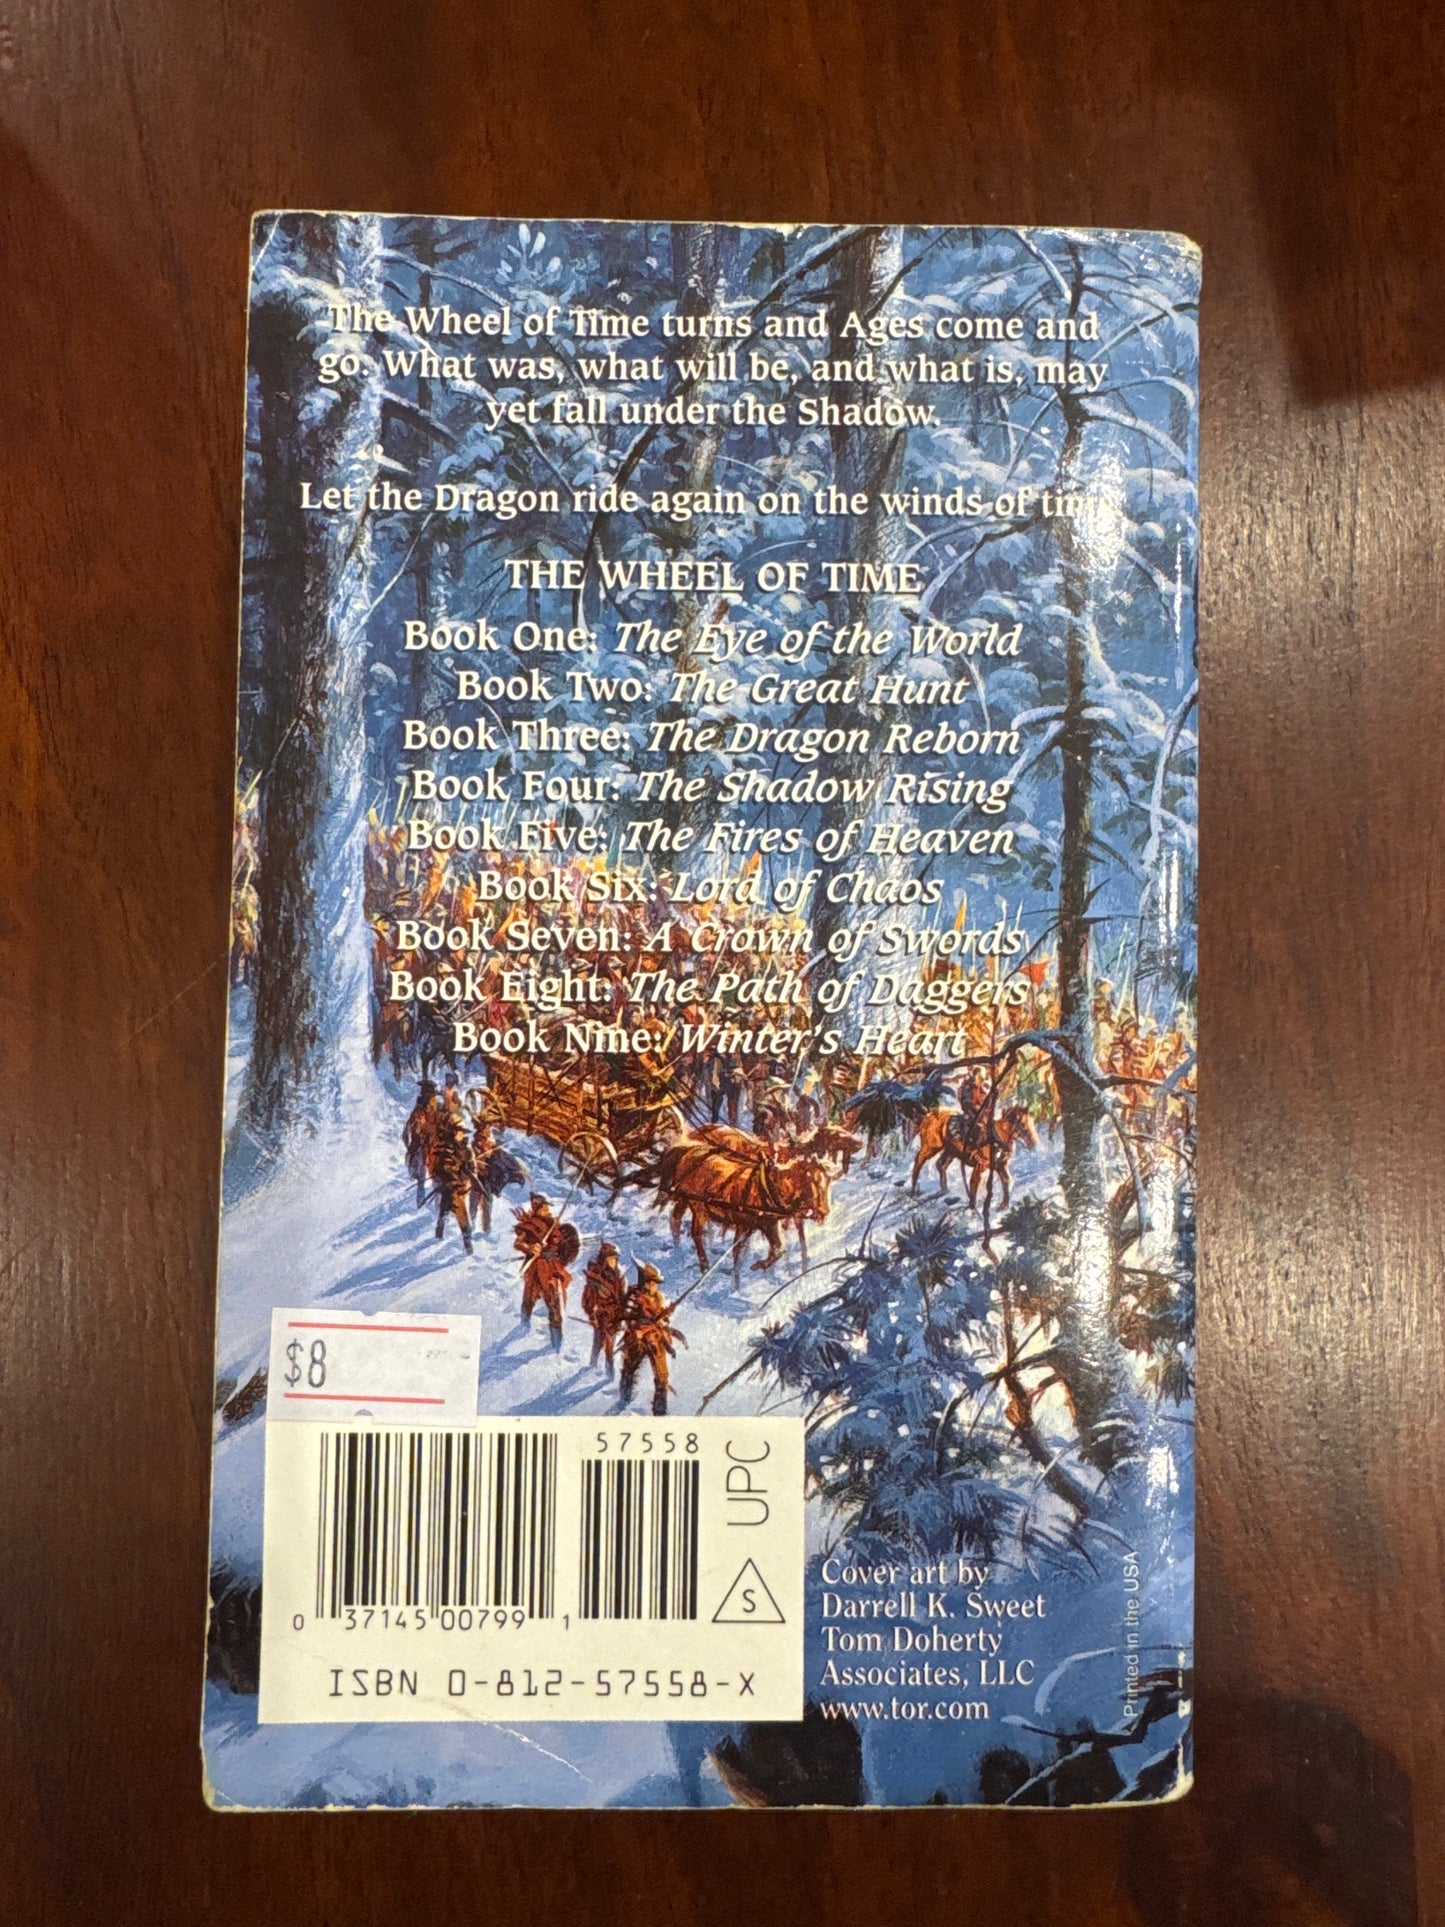 The Wheel of Time turns and Ages come and
go. What was, what will be, and what is, may
yet fall under the Shadow.
Let the Dragon ride again on the winds of
THE WHEEL OF TIME
Book One: The Eye of the World
Book Two: The Great Hunt
Book Three: The Dragon Reborn
Book Four: The Shadow Rising
Book Five: The Fires of Heaven
Book Six: Lord of Chaos
Book Seven: A Crown of Swords
Book Eight: The Path of Daggers
Book Nine: Winter's Heart
$8
57558
UPC
S
0 37145 00799 1
ISBN 0-812-57558-X
Cover art by
Darrell K. Sweet
Tom Doherty
Associates, LLC
www.tor.com
Printed in the USA